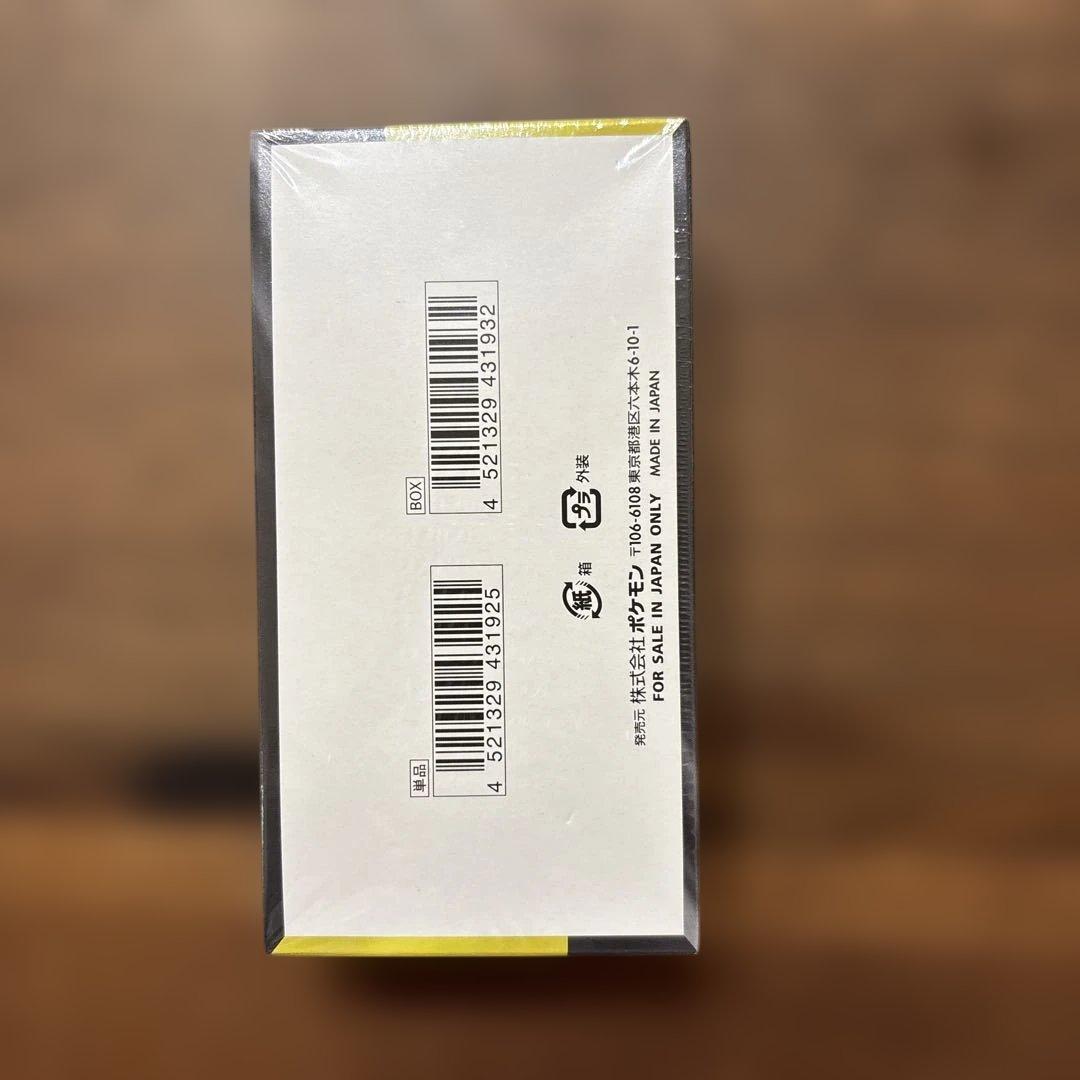 単品
4 521329 431925
BOX
4 521329 431932
紙 箱
プラ 外装
発売元 株式会社 ポケモン 〒106-6108 東京都港区六本木6-10-1
FOR SALE IN JAPAN ONLY MADE IN JAPAN